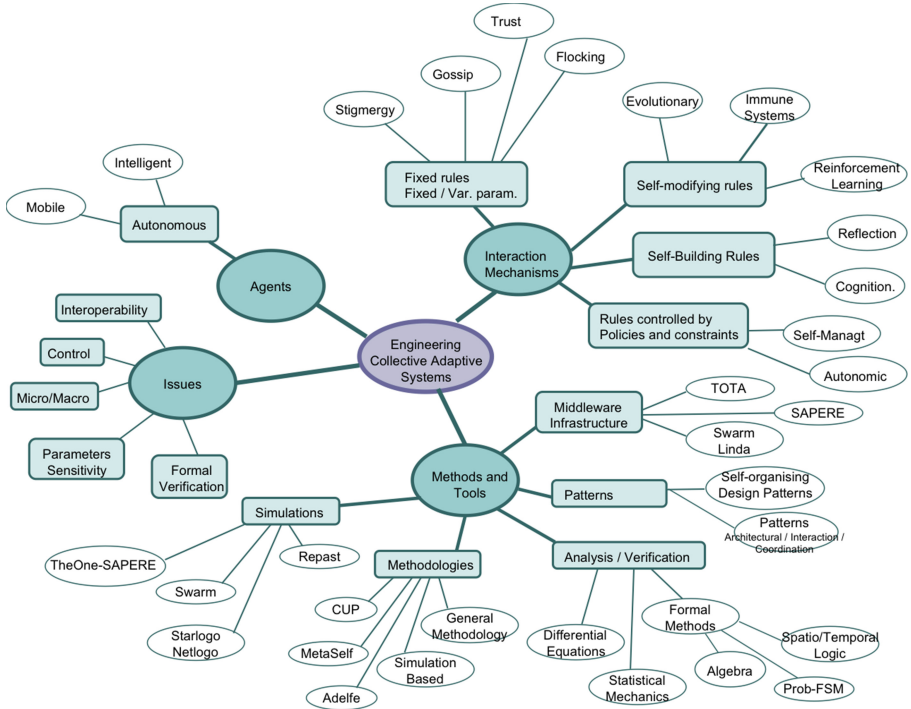 Trust
Flocking
Gossip
Stigmergy
Evolutionary
Immune
Systems
Intelligent
Mobile
Autonomous
Fixed rules
Fixed / Var. param.
Self-modifying rules
Reinforcement
Learning
Agents
Interaction
Mechanisms
Self-Building Rules
Reflection
Cognition.
Interoperability
Control
Micro/Macro
Issues
Parameters
Sensitivity
Formal
Verification
Engineering
Collective Adaptive
Systems
Rules controlled by
Policies and constraints
Self-Managt
Autonomic
Middleware
Infrastructure
TOTA
SAPERE
Swarm
Linda
Methods and
Tools
Patterns
Self-organising
Design Patterns
Patterns
Architectural / Interaction /
Coordination
Simulations
TheOne-SAPERE
Swarm
Starlogo
Netlogo
Repast
Methodologies
CUP
MetaSelf
Adelfe
Simulation
Based
General
Methodology
Analysis / Verification
Differential
Equations
Statistical
Mechanics
Formal
Methods
Algebra
Spatio/Temporal
Logic
Prob-FSM